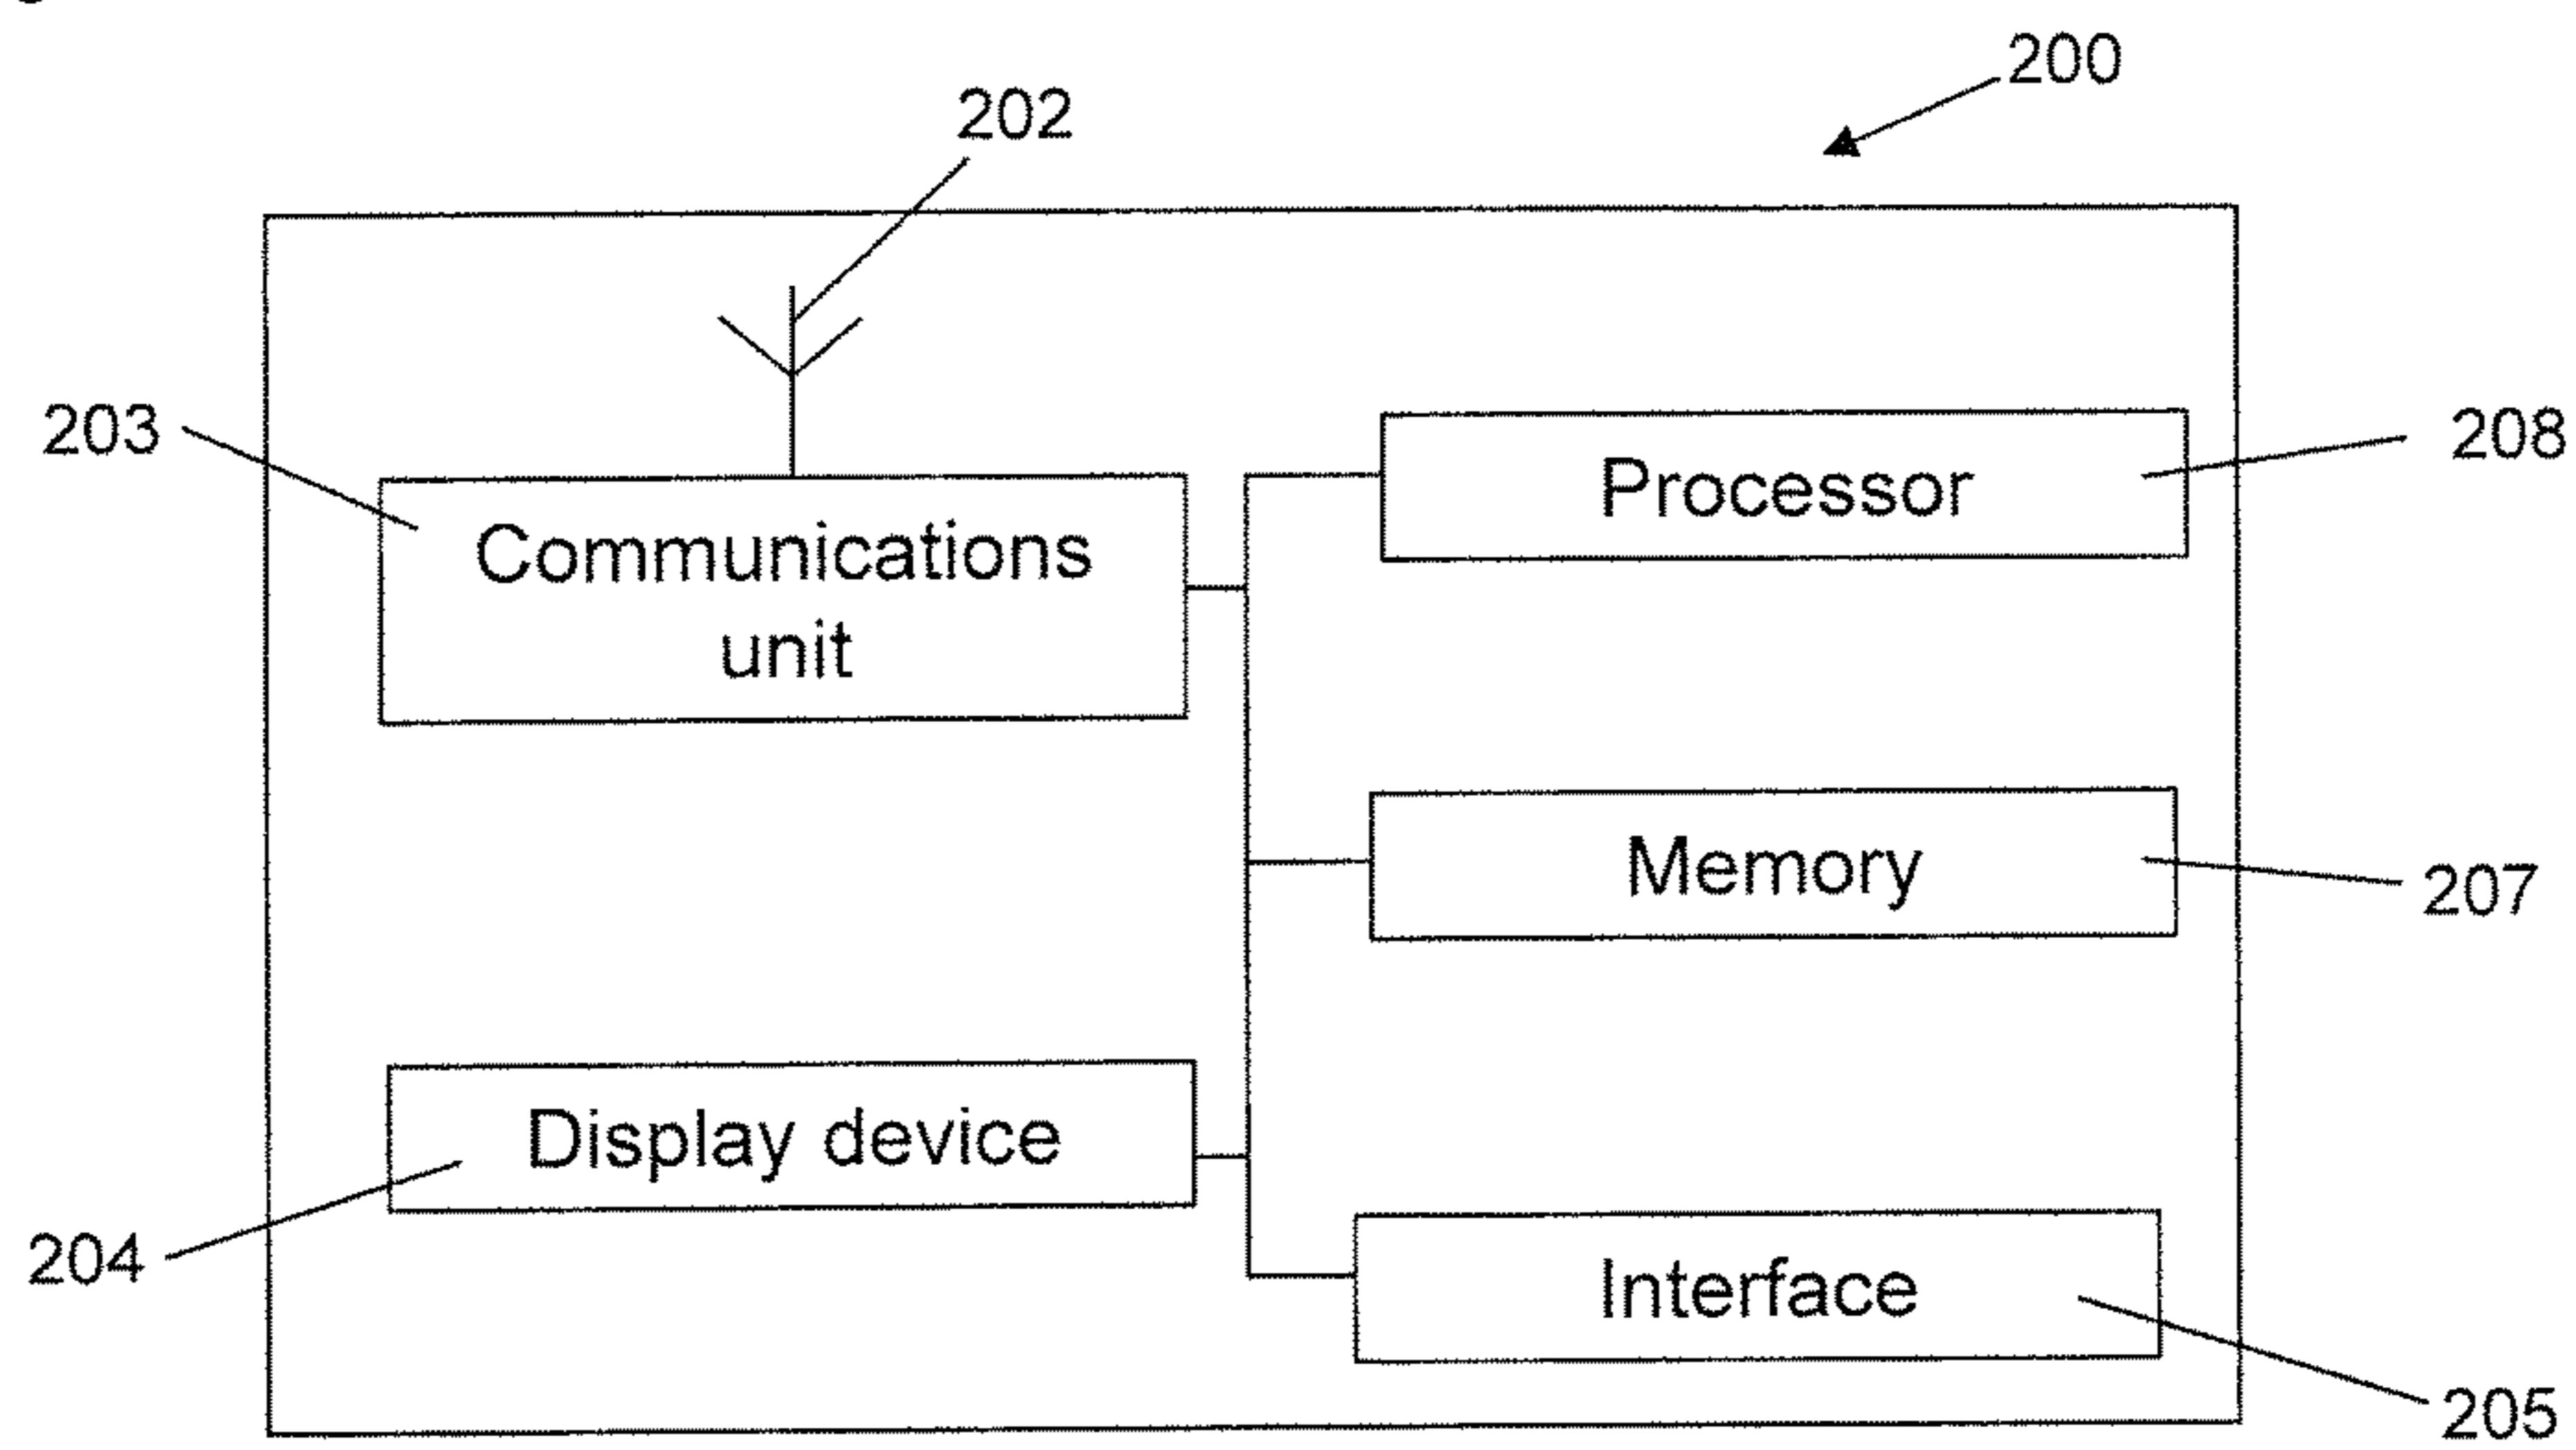 200
202
203
Communications
unit
Processor
208
Memory
207
Display device
204
Interface
205